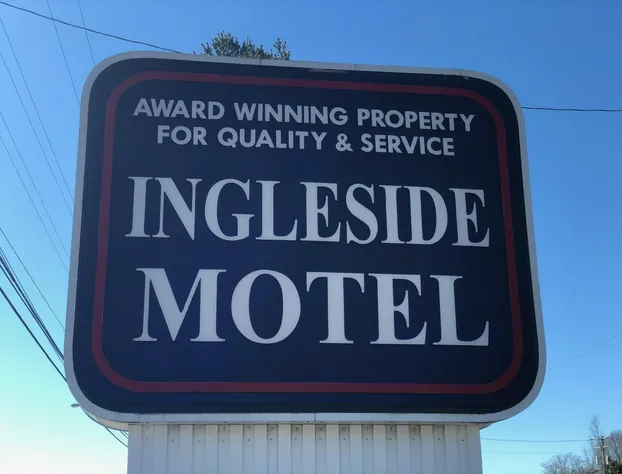 AWARD WINNING PROPERTY
FOR QUALITY & SERVICE
INGLESIDE
MOTEL